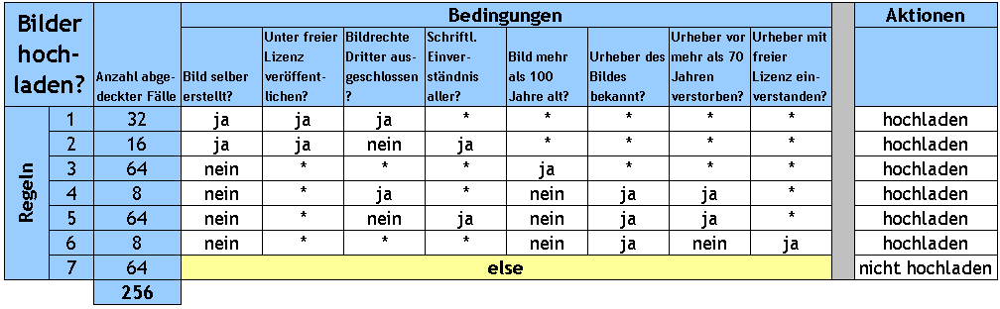 Bilder hoch-laden? Bedingungen Aktionen
Anzahl abge-deckter Fälle Bild selber erstellt? Unter freier Lizenz veröffent-lichen? Bildrechte Dritter aus-geschlossen ? Schriftl. Einver-ständnis aller? Bild mehr als 100 Jahre alt? Urheber des Bildes bekannt? Urheber vor mehr als 70 Jahren verstorben? Urheber mit freier Lizenz ein-verstanden?
Regeln
1 32 ja ja ja * * * * * hochladen
2 16 ja ja nein ja * * * * hochladen
3 64 nein * * * ja * * * hochladen
4 8 nein * ja * nein ja ja * hochladen
5 64 nein * nein ja nein ja ja * hochladen
6 8 nein * * * nein ja nein ja hochladen
7 64 else nicht hochladen
256